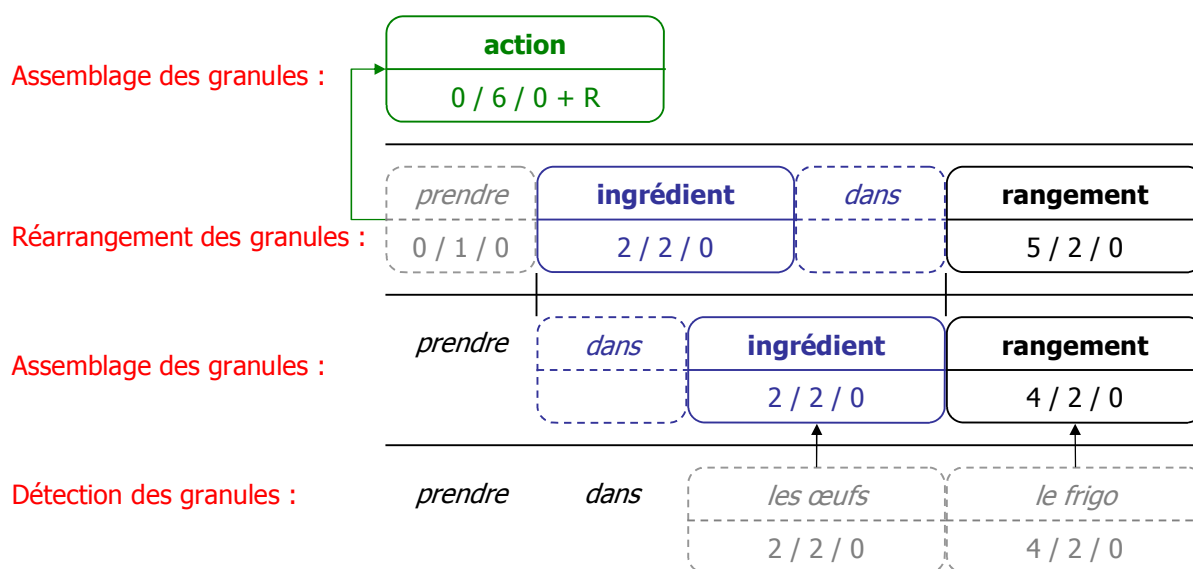 action
Assemblage des granules :
0 / 6 / 0 + R
prendre ingrédient dans rangement
Réarrangement des granules :
0 / 1 / 0 2 / 2 / 0 5 / 2 / 0
prendre dans ingrédient rangement
Assemblage des granules :
2 / 2 / 0 4 / 2 / 0
Détection des granules : prendre dans les œufs le frigo
2 / 2 / 0 4 / 2 / 0